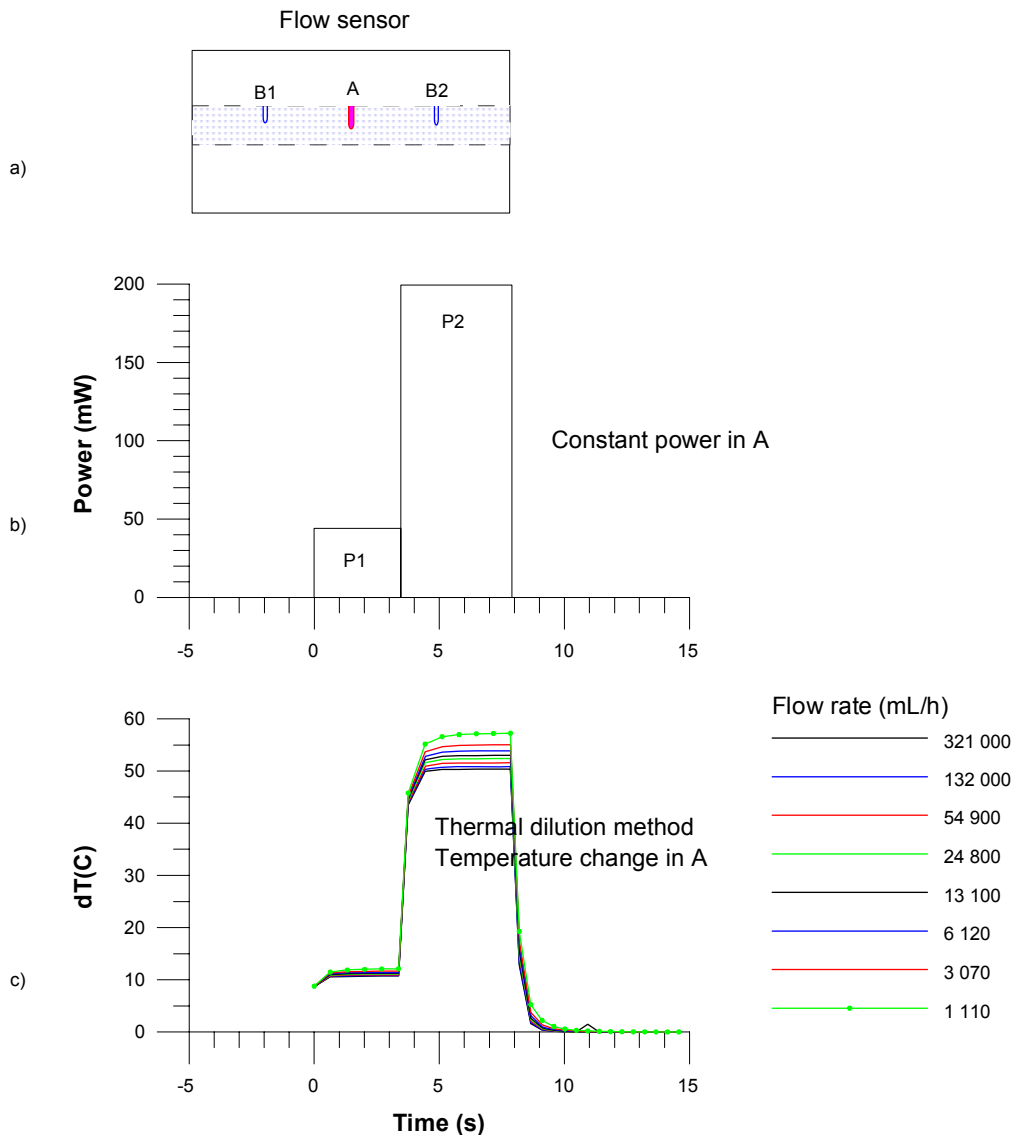 Flow sensor
B1
A
B2
a)
200
150
100
50
0
Power (mW)
P1
P2
Constant power in A
b)
-5
0
5
10
15
60
50
40
30
20
10
0
dT(C)
Thermal dilution method
Temperature change in A
c)
-5
0
5
10
15
Time (s)
Flow rate (mL/h)
321 000
132 000
54 900
24 800
13 100
6 120
3 070
1 110